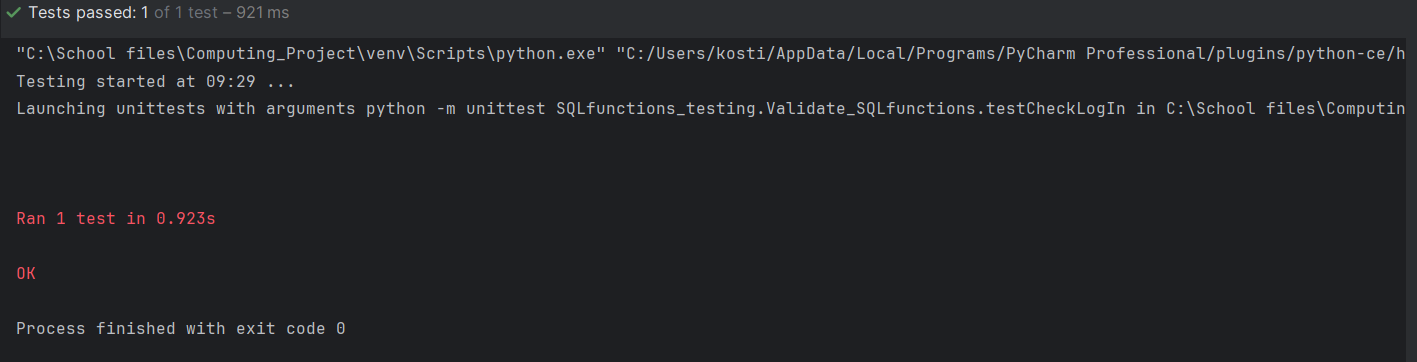 Tests passed: 1 of 1 test – 921 ms
"C:\School files\Computing_Project\venv\Scripts\python.exe" "C:/Users/kosti/AppData/Local/Programs/PyCharm Professional/plugins/python-ce/h
Testing started at 09:29 ...
Launching unittests with arguments python -m unittest SQLfunctions_testing.Validate_SQLfunctions.testCheckLogIn in C:\School files\Computin
Ran 1 test in 0.923s
OK
Process finished with exit code 0